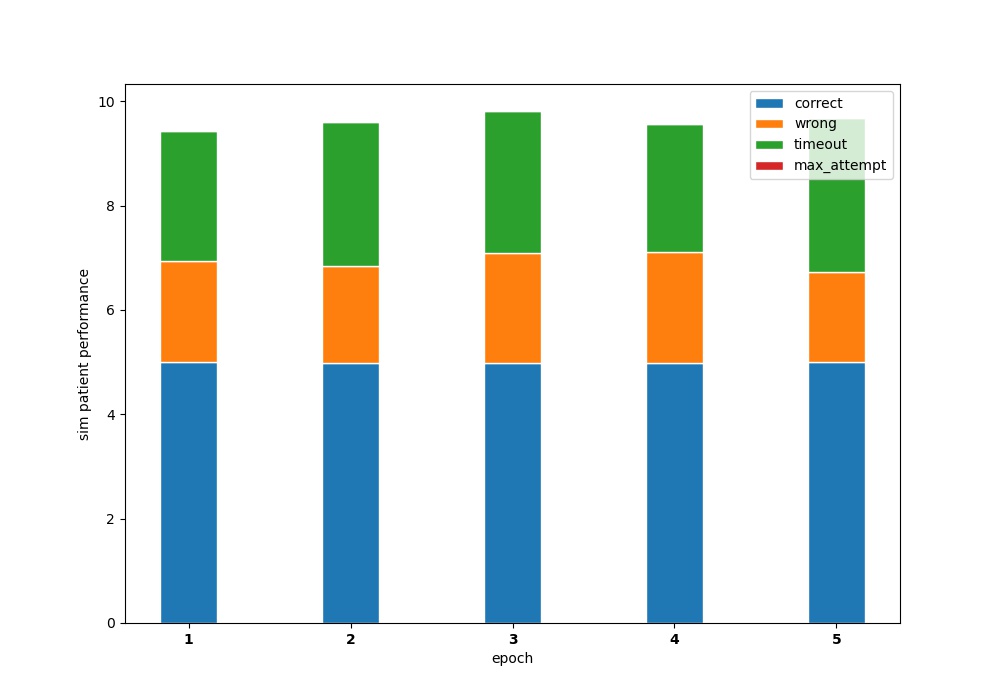 correct
wrong
timeout
max_attempt
10
8
6
4
2
0
sim patient performance
1 2 3 4 5
epoch